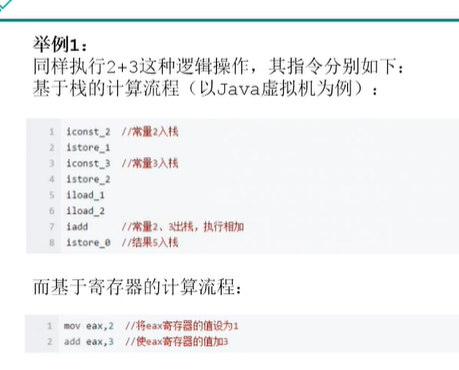 举例1：
同样执行2+3这种逻辑操作，其指令分别如下：
基于栈的计算流程（以Java虚拟机为例）：
1 iconst_2 //常量2入栈
2 istore_1
3 iconst_3 //常量3入栈
4 istore_2
5 iload_1
6 iload_2
7 iadd //常量2、3出栈，执行相加
8 istore_0 //结果5入栈
而基于寄存器的计算流程：
1 mov eax,2 //将eax寄存器的值设为1
2 add eax,3 //使eax寄存器的值加3